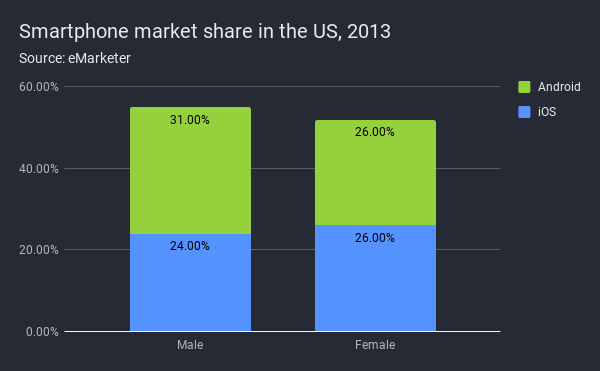 Smartphone market share in the US, 2013
Source: eMarketer
60.00%
Android
31.00%
iOS
26.00%
40.00%
26.00%
24.00%
20.00%
0.00%
Male
Female